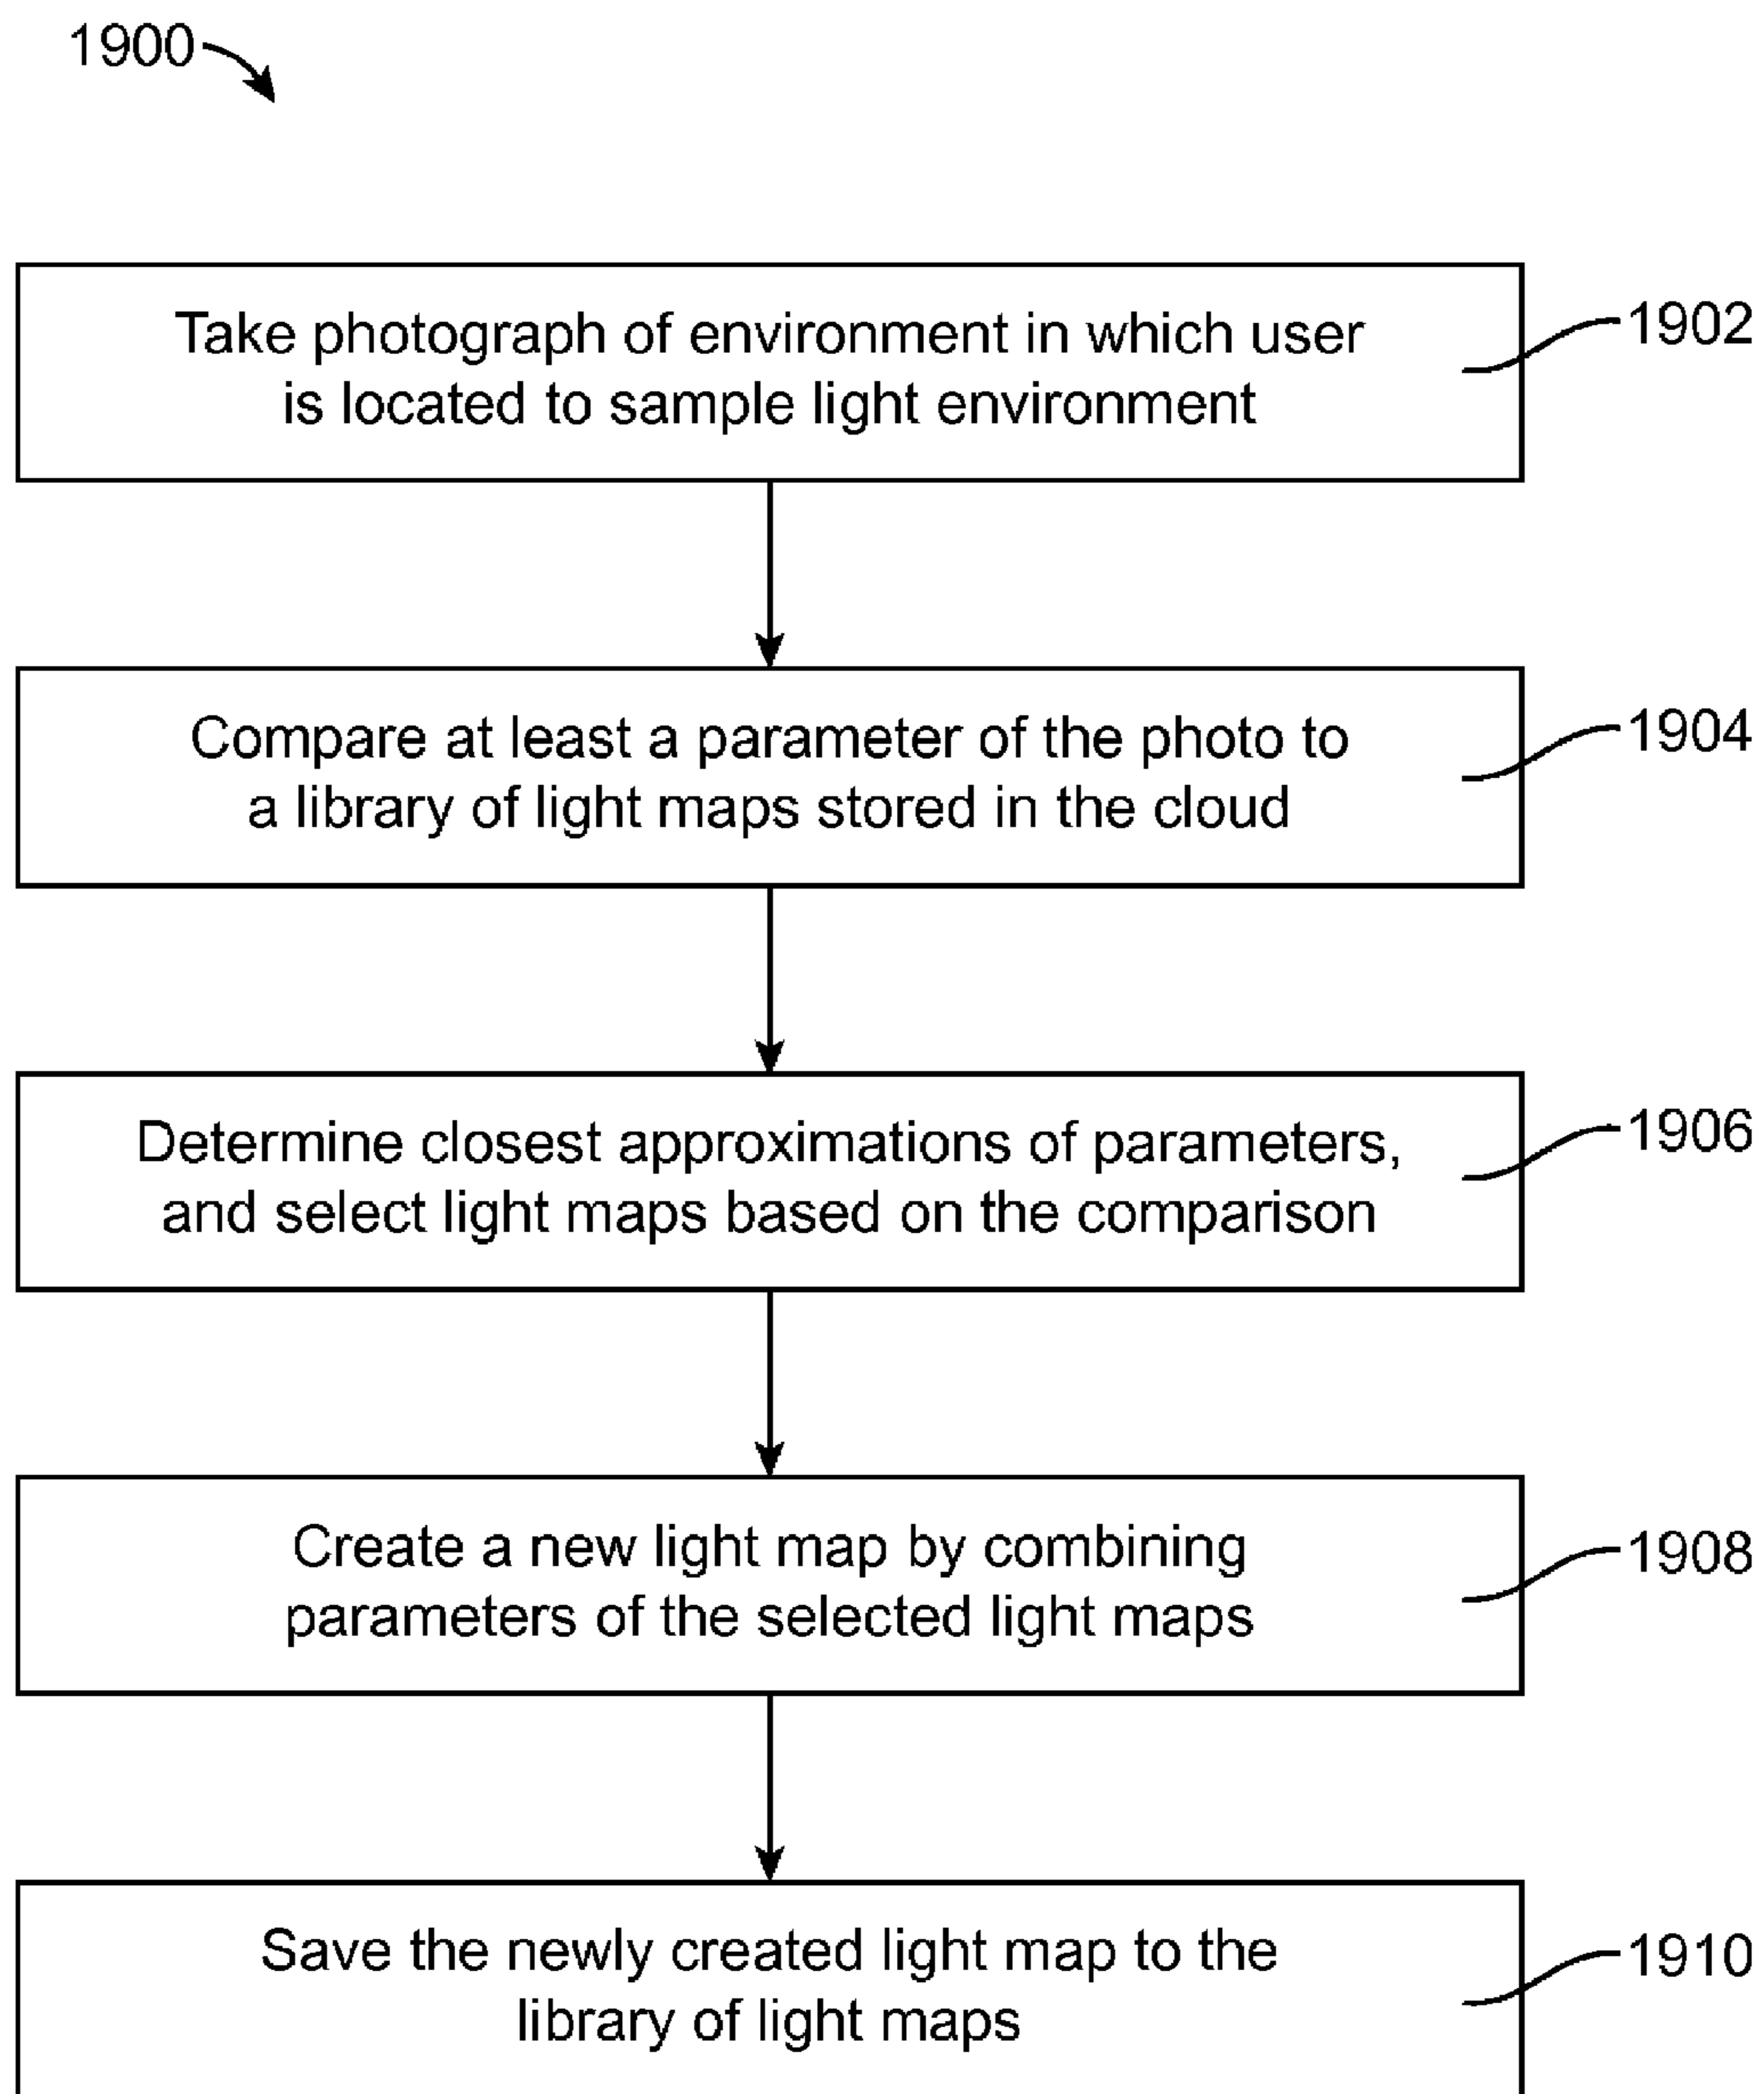 1900
Take photograph of environment in which user
is located to sample light environment
1902
Compare at least a parameter of the photo to
a library of light maps stored in the cloud
1904
Determine closest approximations of parameters,
and select light maps based on the comparison
1906
Create a new light map by combining
parameters of the selected light maps
1908
Save the newly created light map to the
library of light maps
1910